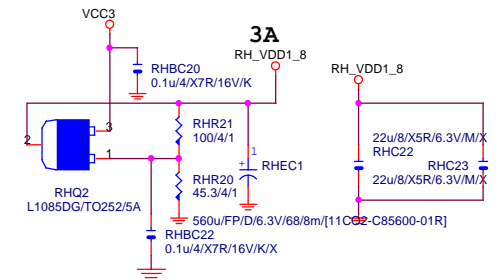 VCC3
3A
RH_VDD1_8
RHBC20
0.1u/4/X7R/16V/K
RH_VDD1_8
3
2
1
RHR21
100/4/1
1
+
RHEC1
22u/8/X5R/6.3V/M/X
RHC22
RHC23
22u/8/X5R/6.3V/M/X
RHQ2
L1085DG/TO252/5A
RHR20
45.3/4/1
560u/FP/D/6.3V/68/8m/[11CO2-C85600-01R]
RHBC22
0.1u/4/X7R/16V/K/X